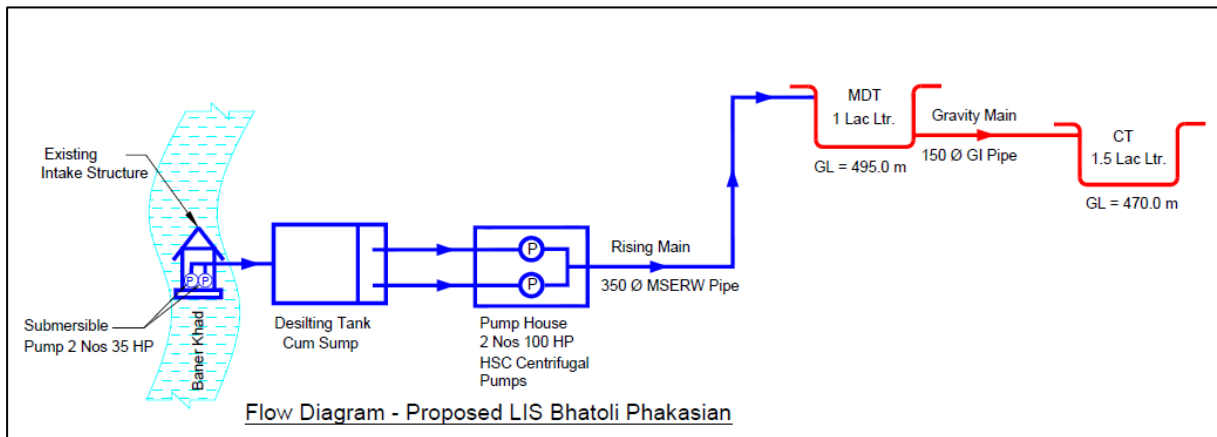 Existing
Intake Structure
P P
Submersible
Pump 2 Nos 35 HP
Baner Khad
Desilting Tank
Cum Sump
P
P
Pump House
2 Nos 100 HP
HSC Centrifugal
Pumps
Rising Main
350 Ø MSERW Pipe
MDT
1 Lac Ltr.
GL = 495.0 m
Gravity Main
150 Ø GI Pipe
CT
1.5 Lac Ltr.
GL = 470.0 m
Flow Diagram - Proposed LIS Bhatoli Phakasian